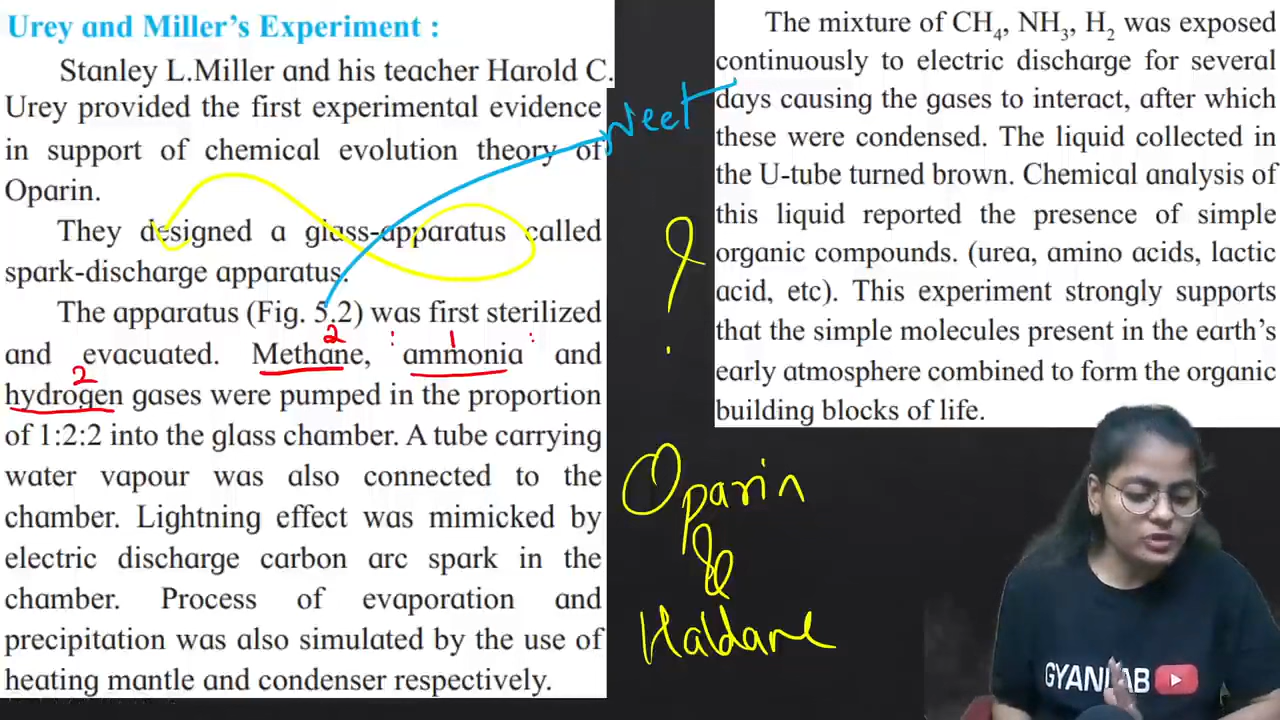 Urey and Miller's Experiment :
Stanley L.Miller and his teacher Harold C.
Urey provided the first experimental evidence
in support of chemical evolution theory of
Oparin.
They designed a glass-apparatus called
spark-discharge apparatus.
The apparatus (Fig. 5.2) was first sterilized
2 : 1 :
and evacuated. Methane, ammonia and
2
hydrogen gases were pumped in the proportion
of 1:2:2 into the glass chamber. A tube carrying
water vapour was also connected to the
chamber. Lightning effect was mimicked by
electric discharge carbon arc spark in the
chamber. Process of evaporation and
precipitation was also simulated by the use of
heating mantle and condenser respectively.
Neet
Oparin
&
Haldane
The mixture of CH₄, NH₃, H₂ was exposed
continuously to electric discharge for several
days causing the gases to interact, after which
these were condensed. The liquid collected in
the U-tube turned brown. Chemical analysis of
this liquid reported the presence of simple
organic compounds. (urea, amino acids, lactic
acid, etc). This experiment strongly supports
that the simple molecules present in the earth's
early atmosphere combined to form the organic
building blocks of life.
GYANLAB